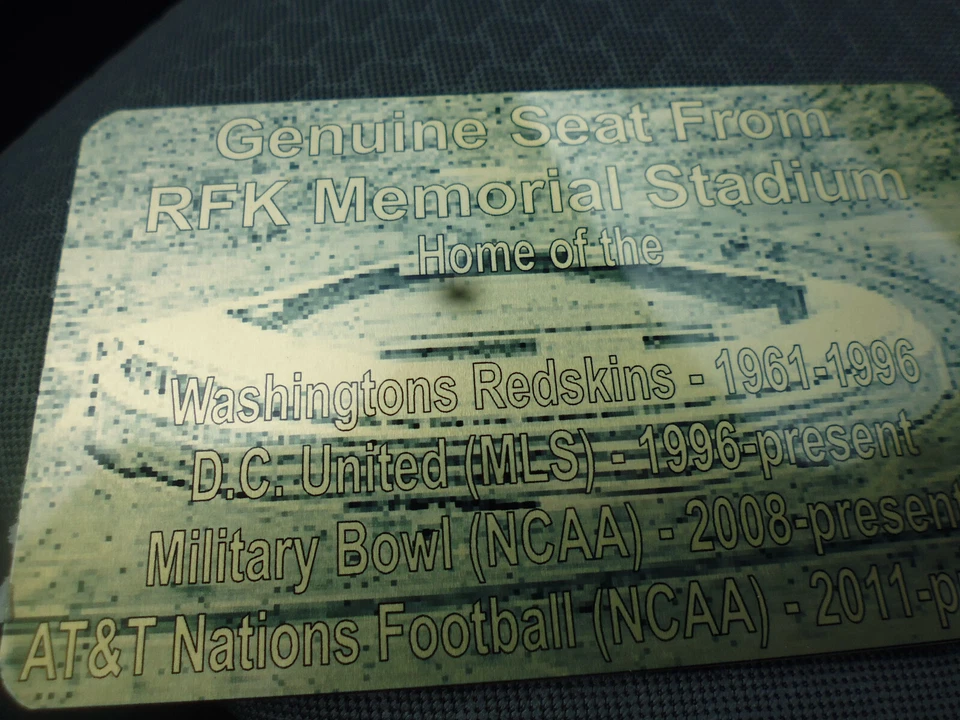 Genuine Seat From
RFK Memorial Stadium
Home of the
Washingtons Redskins - 1961-1996
D.C. United (MLS) - 1996-present
Military Bowl (NCAA) - 2008-present
AT&T Nations Football (NCAA) - 2011-p